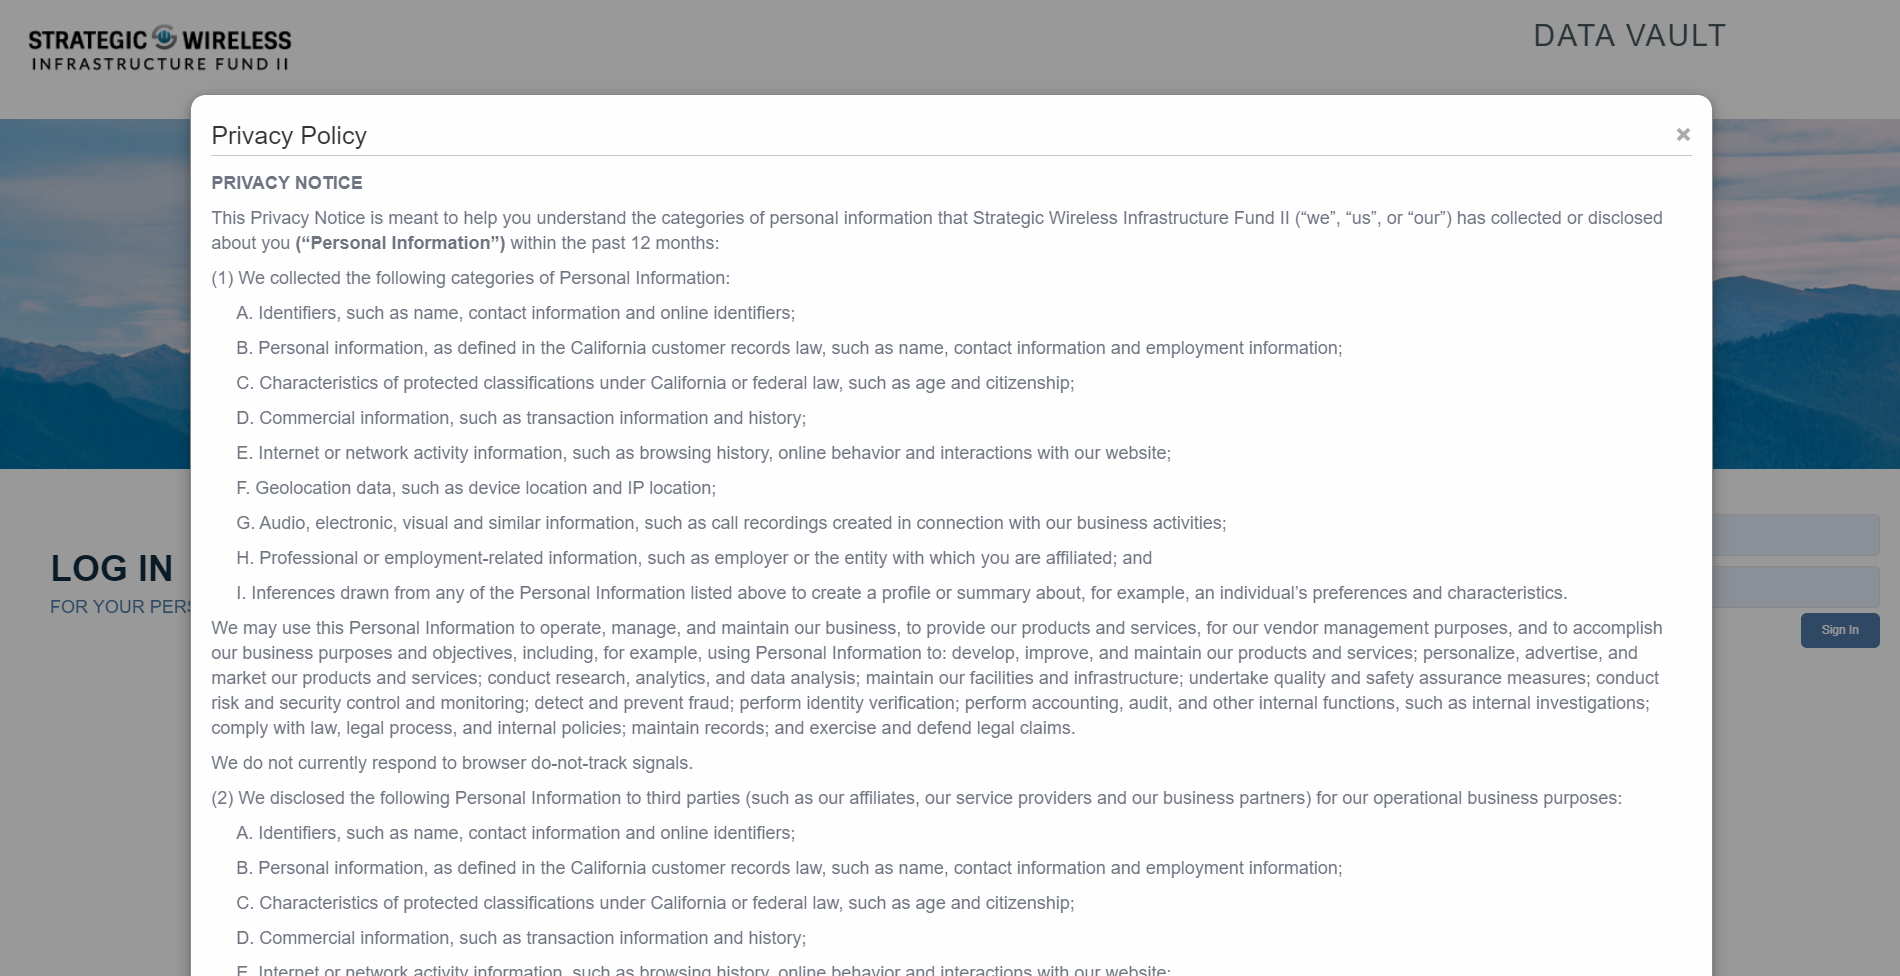 STRATEGIC WIRELESS
INFRASTRUCTURE FUND II
DATA VAULT
Privacy Policy
×
PRIVACY NOTICE
This Privacy Notice is meant to help you understand the categories of personal information that Strategic Wireless Infrastructure Fund II (“we”, “us”, or “our”) has collected or disclosed
about you (“Personal Information”) within the past 12 months:
(1) We collected the following categories of Personal Information:
A. Identifiers, such as name, contact information and online identifiers;
B. Personal information, as defined in the California customer records law, such as name, contact information and employment information;
C. Characteristics of protected classifications under California or federal law, such as age and citizenship;
D. Commercial information, such as transaction information and history;
E. Internet or network activity information, such as browsing history, online behavior and interactions with our website;
F. Geolocation data, such as device location and IP location;
G. Audio, electronic, visual and similar information, such as call recordings created in connection with our business activities;
H. Professional or employment-related information, such as employer or the entity with which you are affiliated; and
I. Inferences drawn from any of the Personal Information listed above to create a profile or summary about, for example, an individual’s preferences and characteristics.
LOG IN
FOR YOUR PERS
Sign In
We may use this Personal Information to operate, manage, and maintain our business, to provide our products and services, for our vendor management purposes, and to accomplish
our business purposes and objectives, including, for example, using Personal Information to: develop, improve, and maintain our products and services; personalize, advertise, and
market our products and services; conduct research, analytics, and data analysis; maintain our facilities and infrastructure; undertake quality and safety assurance measures; conduct
risk and security control and monitoring; detect and prevent fraud; perform identity verification; perform accounting, audit, and other internal functions, such as internal investigations;
comply with law, legal process, and internal policies; maintain records; and exercise and defend legal claims.
We do not currently respond to browser do-not-track signals.
(2) We disclosed the following Personal Information to third parties (such as our affiliates, our service providers and our business partners) for our operational business purposes:
A. Identifiers, such as name, contact information and online identifiers;
B. Personal information, as defined in the California customer records law, such as name, contact information and employment information;
C. Characteristics of protected classifications under California or federal law, such as age and citizenship;
D. Commercial information, such as transaction information and history;
E. Internet or network activity information, such as browsing history, online behavior and interactions with our website;